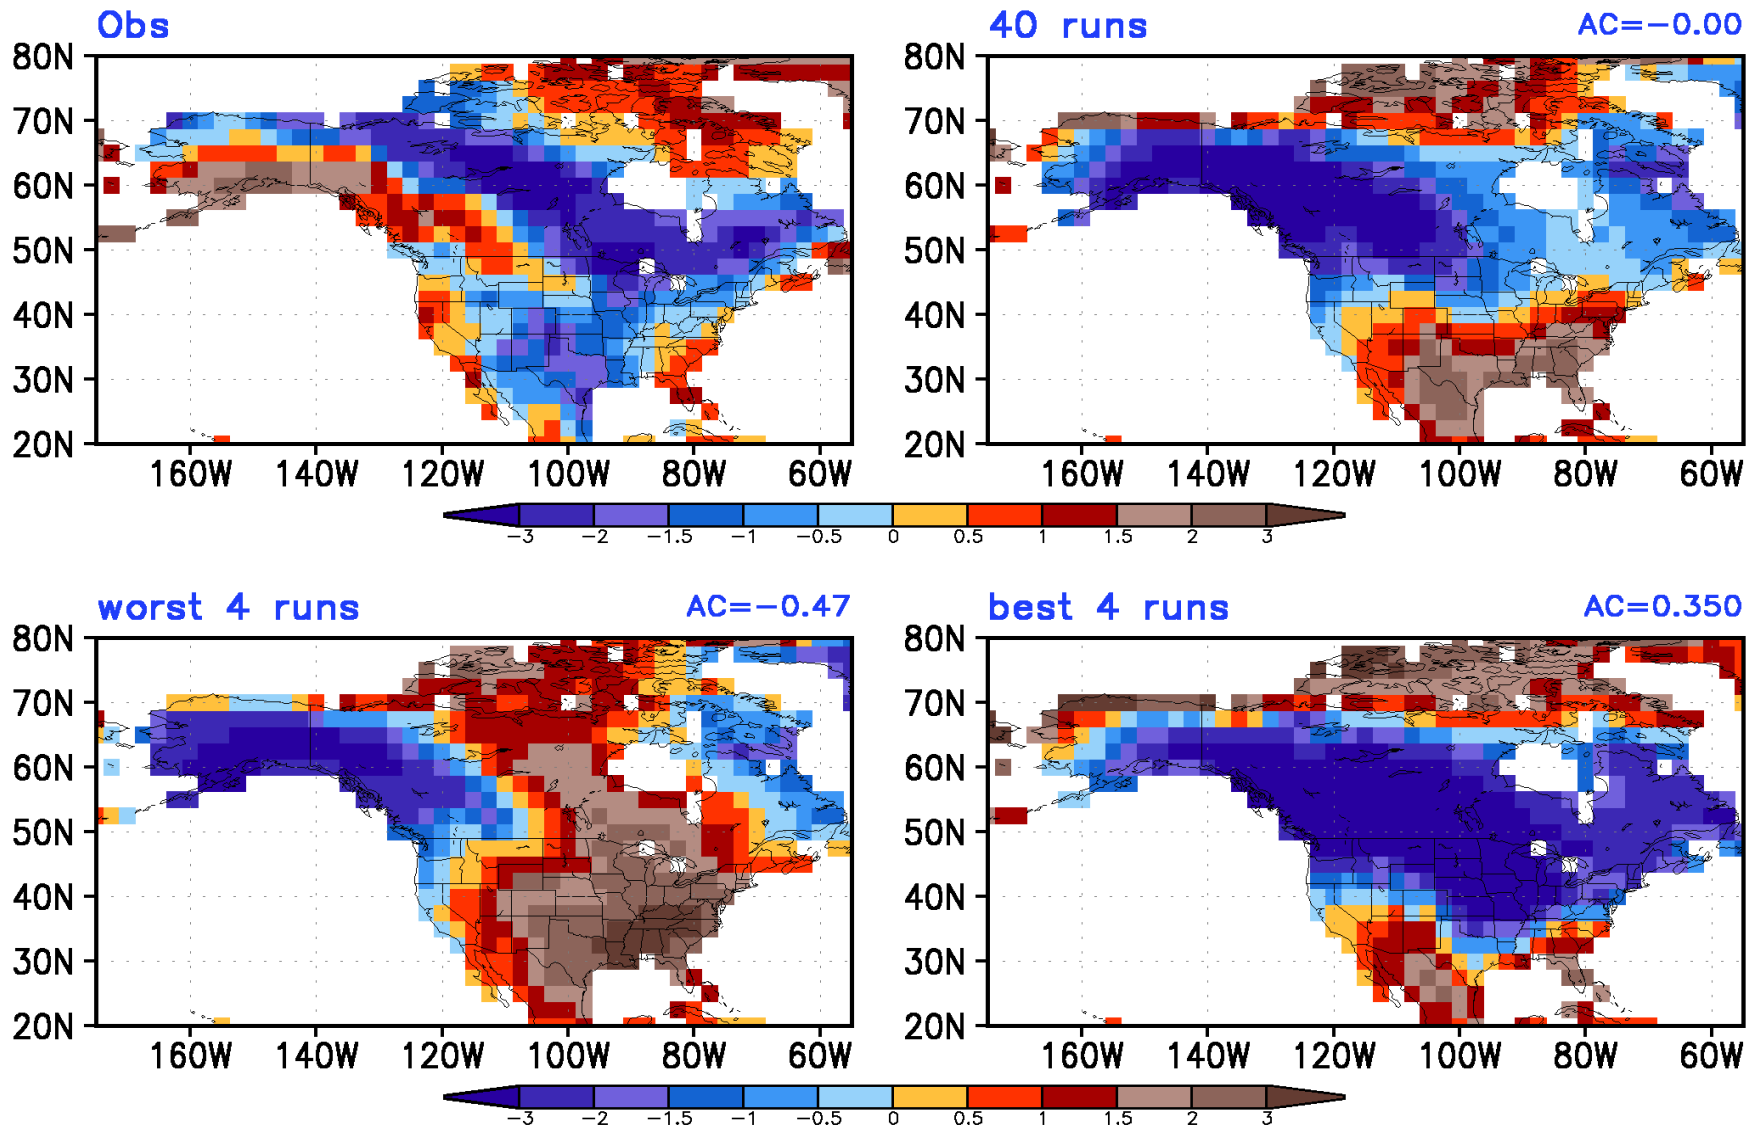 Obs
40 runs AC=−0.00
80N
70N
60N
50N
40N
30N
20N
160W 140W 120W 100W 80W 60W
80N
70N
60N
50N
40N
30N
20N
160W 140W 120W 100W 80W 60W
−3 −2 −1.5 −1 −0.5 0 0.5 1 1.5 2 3
worst 4 runs AC=−0.47
best 4 runs AC=0.350
80N
70N
60N
50N
40N
30N
20N
160W 140W 120W 100W 80W 60W
80N
70N
60N
50N
40N
30N
20N
160W 140W 120W 100W 80W 60W
−3 −2 −1.5 −1 −0.5 0 0.5 1 1.5 2 3